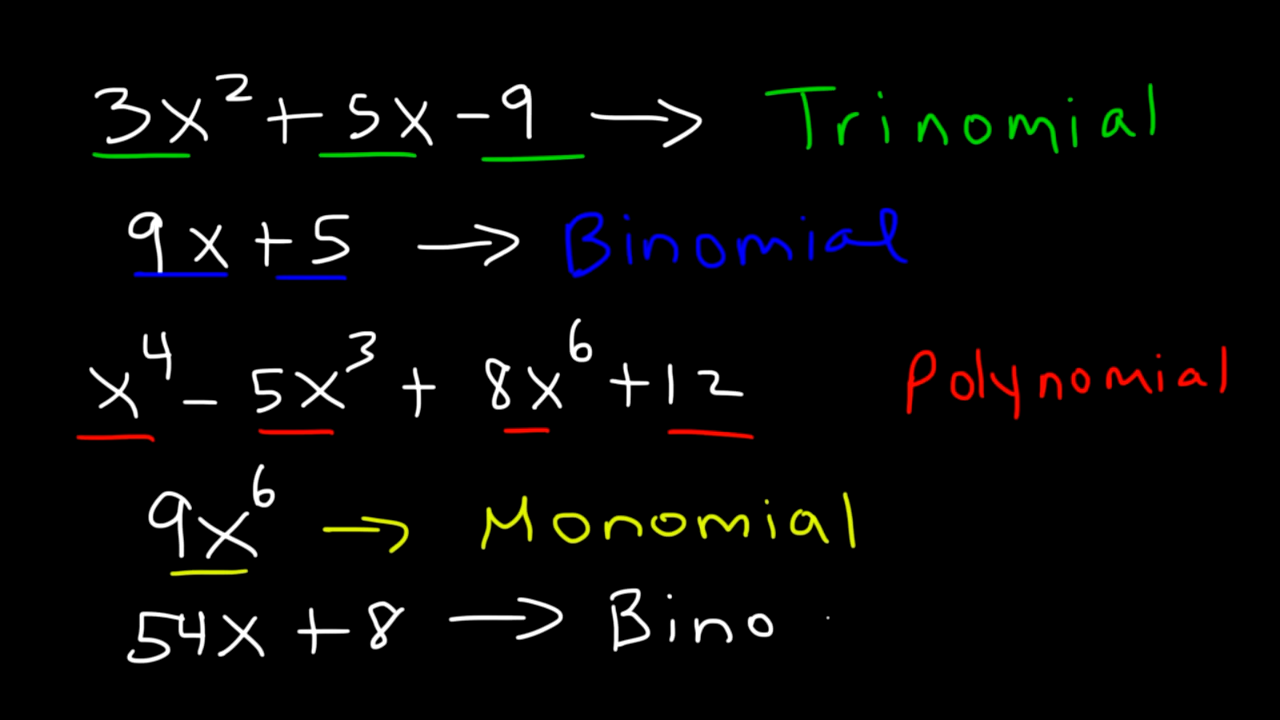 3x² + 5x - 9 → Trinomial
9x + 5 → Binomial
x⁴ - 5x³ + 8x⁶ + 12 Polynomial
9x⁶ → Monomial
54x + 8 → Bino